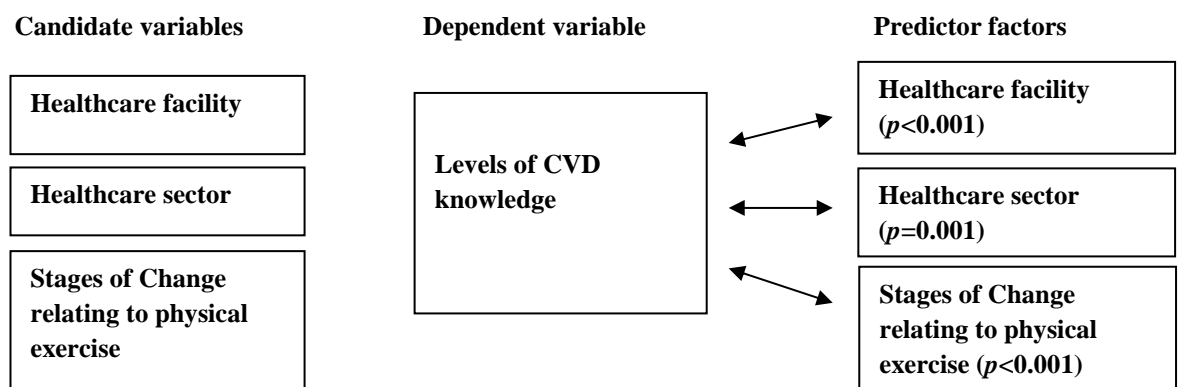 Candidate variables
Dependent variable
Predictor factors
Healthcare facility
Healthcare sector
Stages of Change
relating to physical
exercise
Levels of CVD
knowledge
Healthcare facility
(p<0.001)
Healthcare sector
(p=0.001)
Stages of Change
relating to physical
exercise (p<0.001)